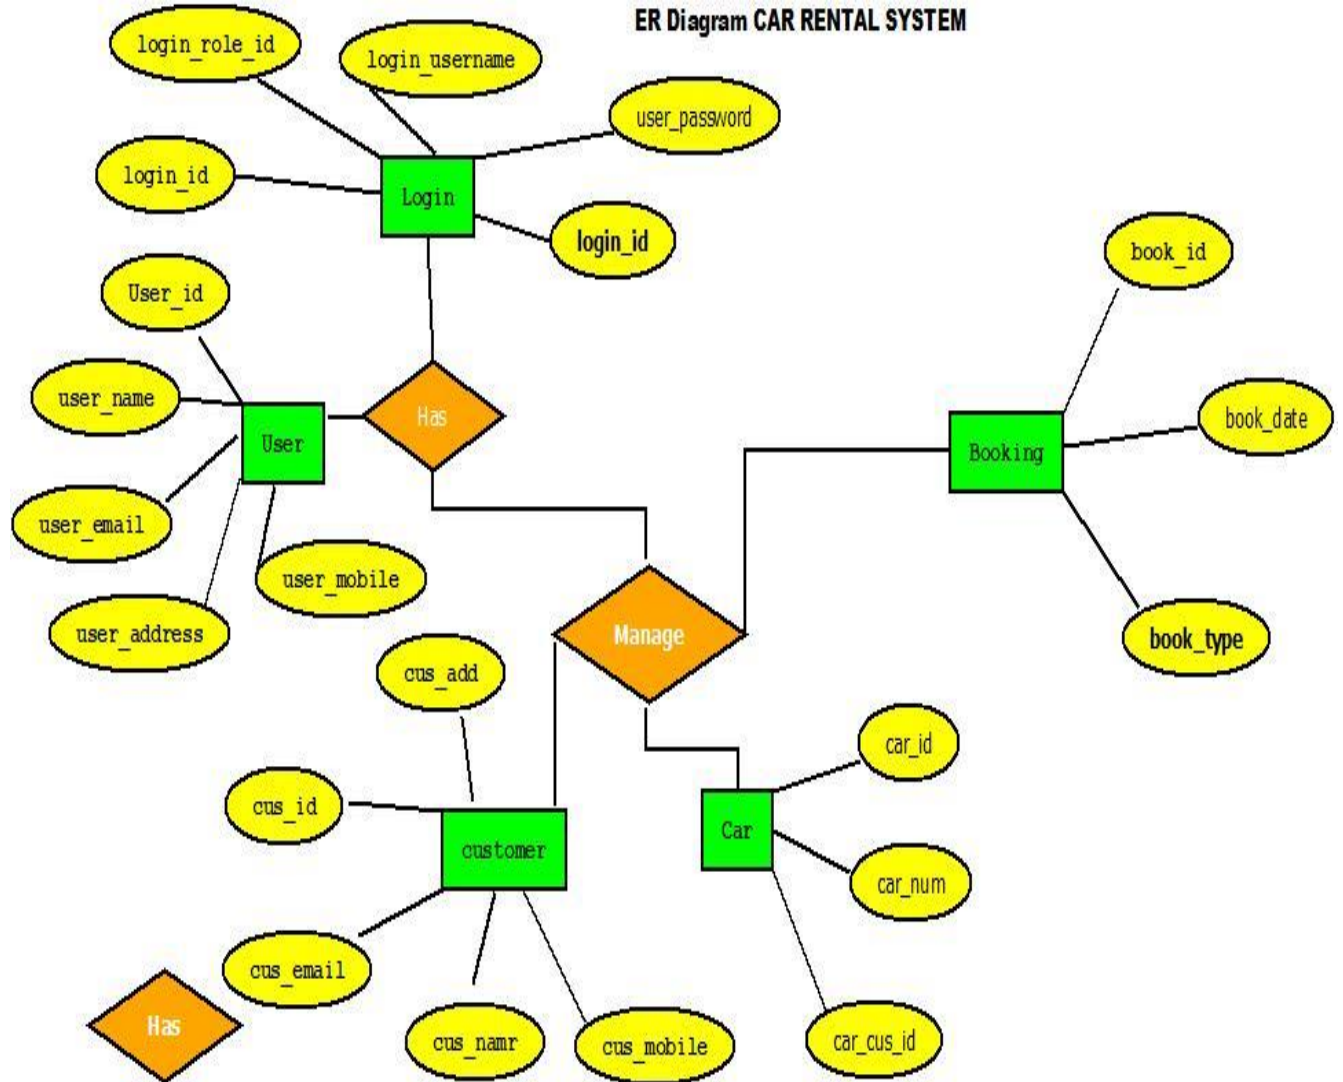 ER Diagram CAR RENTAL SYSTEM
login_role_id
login_username
user_password
login_id
Login
login_id
book_id
User_id
user_name
Has
book_date
User
Booking
user_email
user_mobile
user_address
Manage
book_type
cus_add
car_id
cus_id
Car
customer
car_num
cus_email
Has
cus_namr
cus_mobile
car_cus_id